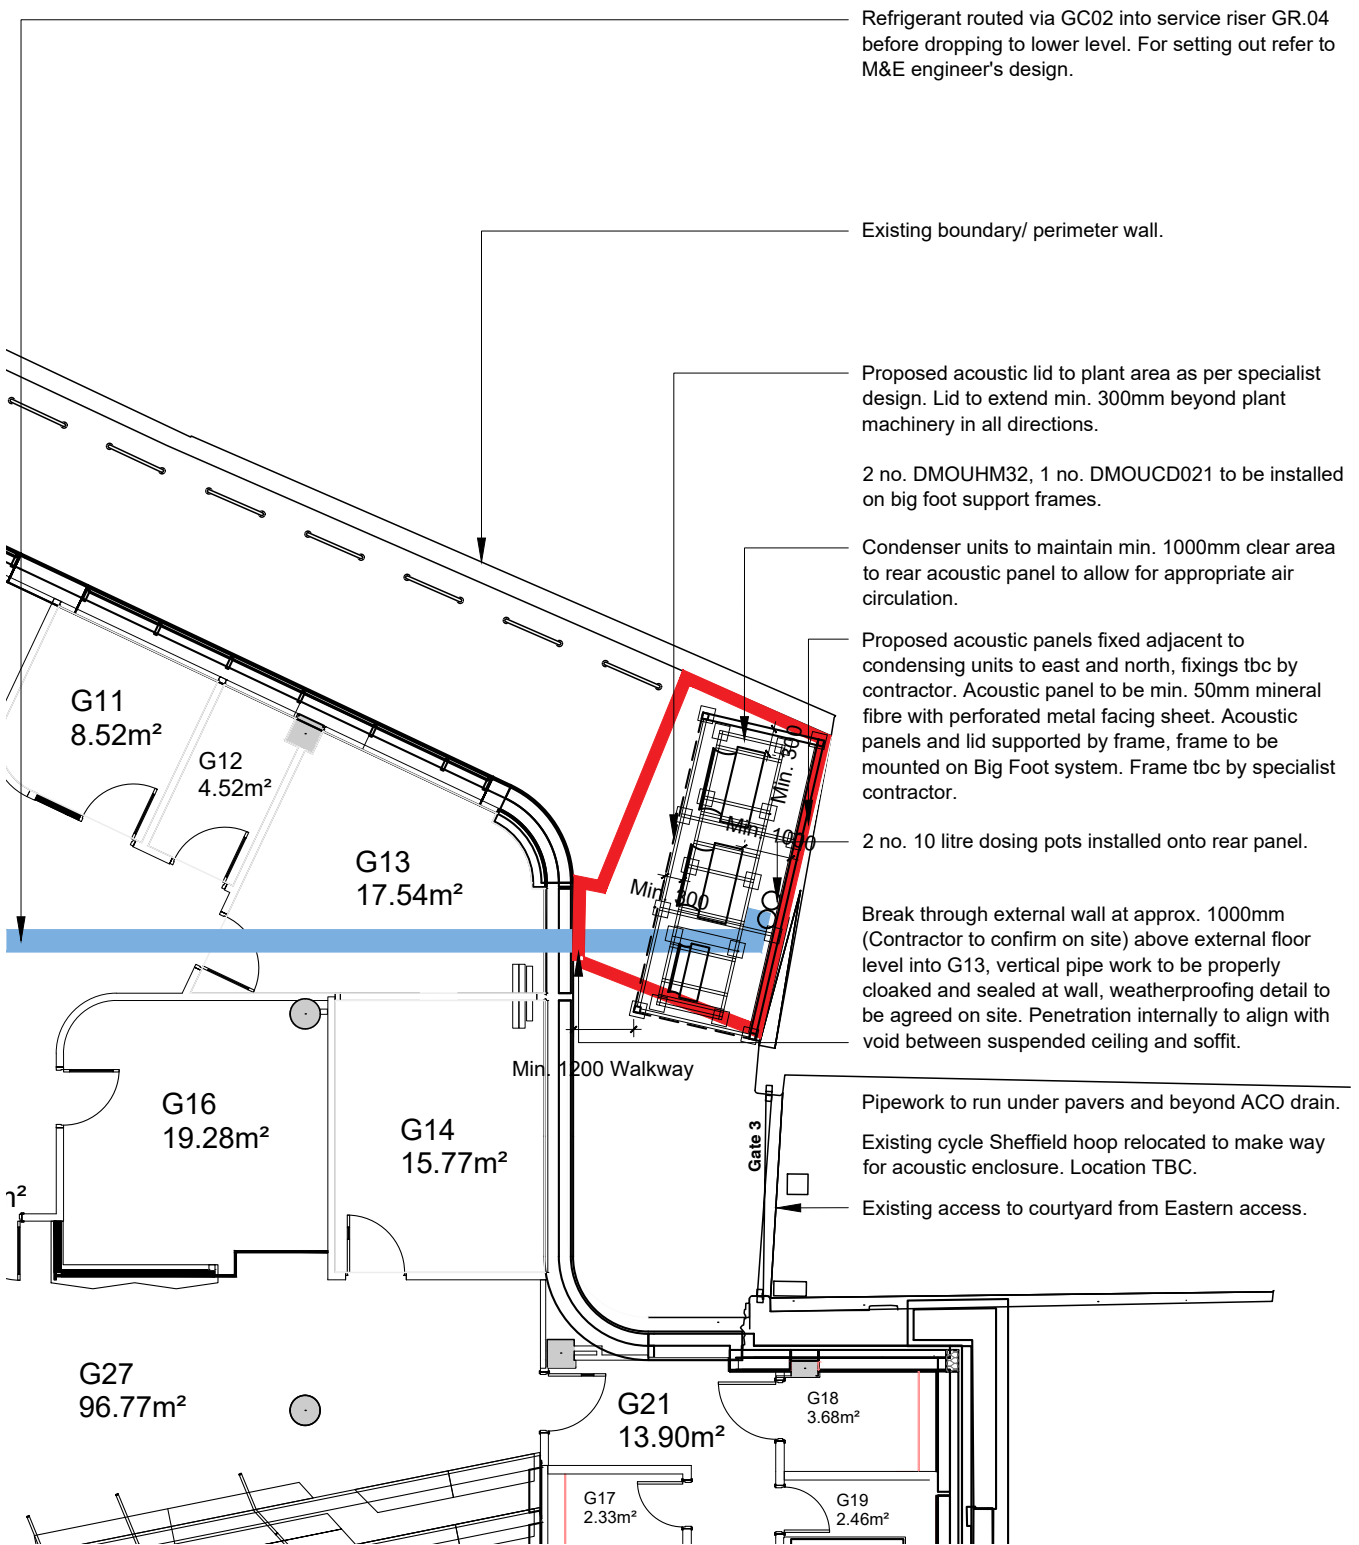 Refrigerant routed via GC02 into service riser GR.04
before dropping to lower level. For setting out refer to
M&E engineer's design.
Existing boundary/ perimeter wall.
Proposed acoustic lid to plant area as per specialist
design. Lid to extend min. 300mm beyond plant
machinery in all directions.
2 no. DMOUHM32, 1 no. DMOUCD021 to be installed
on big foot support frames.
Condenser units to maintain min. 1000mm clear area
to rear acoustic panel to allow for appropriate air
circulation.
Proposed acoustic panels fixed adjacent to
condensing units to east and north, fixings tbc by
contractor. Acoustic panel to be min. 50mm mineral
fibre with perforated metal facing sheet. Acoustic
panels and lid supported by frame, frame to be
mounted on Big Foot system. Frame tbc by specialist
contractor.
2 no. 10 litre dosing pots installed onto rear panel.
Break through external wall at approx. 1000mm
(Contractor to confirm on site) above external floor
level into G13, vertical pipe work to be properly
cloaked and sealed at wall, weatherproofing detail to
be agreed on site. Penetration internally to align with
void between suspended ceiling and soffit.
Pipework to run under pavers and beyond ACO drain.
Existing cycle Sheffield hoop relocated to make way
for acoustic enclosure. Location TBC.
Existing access to courtyard from Eastern access.
G11
8.52m²
G12
4.52m²
G13
17.54m²
Min. 300
Min. 1000
Min. 300
Min. 1200 Walkway
G16
19.28m²
G14
15.77m²
Gate 3
m²
G27
96.77m²
G21
13.90m²
G18
3.68m²
G17
2.33m²
G19
2.46m²